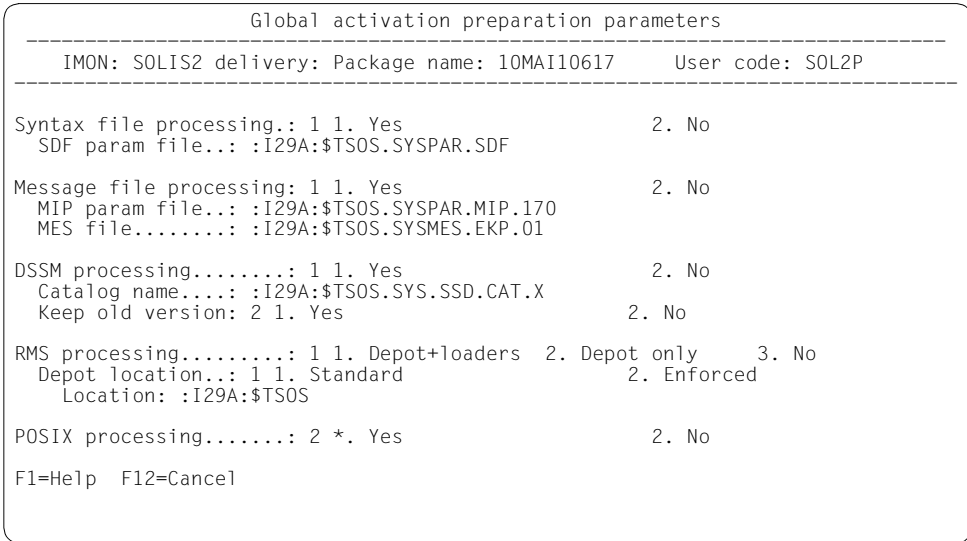 Global activation preparation parameters
--------------------------------------------------------------------------------
IMON: SOLIS2 delivery: Package name: 10MAI10617 User code: SOL2P
--------------------------------------------------------------------------------
Syntax file processing.: 1 1. Yes 2. No
SDF param file..: :I29A:$TSOS.SYSPAR.SDF
Message file processing: 1 1. Yes 2. No
MIP param file..: :I29A:$TSOS.SYSPAR.MIP.170
MES file........: :I29A:$TSOS.SYSMES.EKP.01
DSSM processing........: 1 1. Yes 2. No
Catalog name....: :I29A:$TSOS.SYS.SSD.CAT.X
Keep old version: 2 1. Yes 2. No
RMS processing.........: 1 1. Depot+loaders 2. Depot only 3. No
Depot location..: 1 1. Standard 2. Enforced
Location: :I29A:$TSOS
POSIX processing.......: 2 *. Yes 2. No
F1=Help F12=Cancel